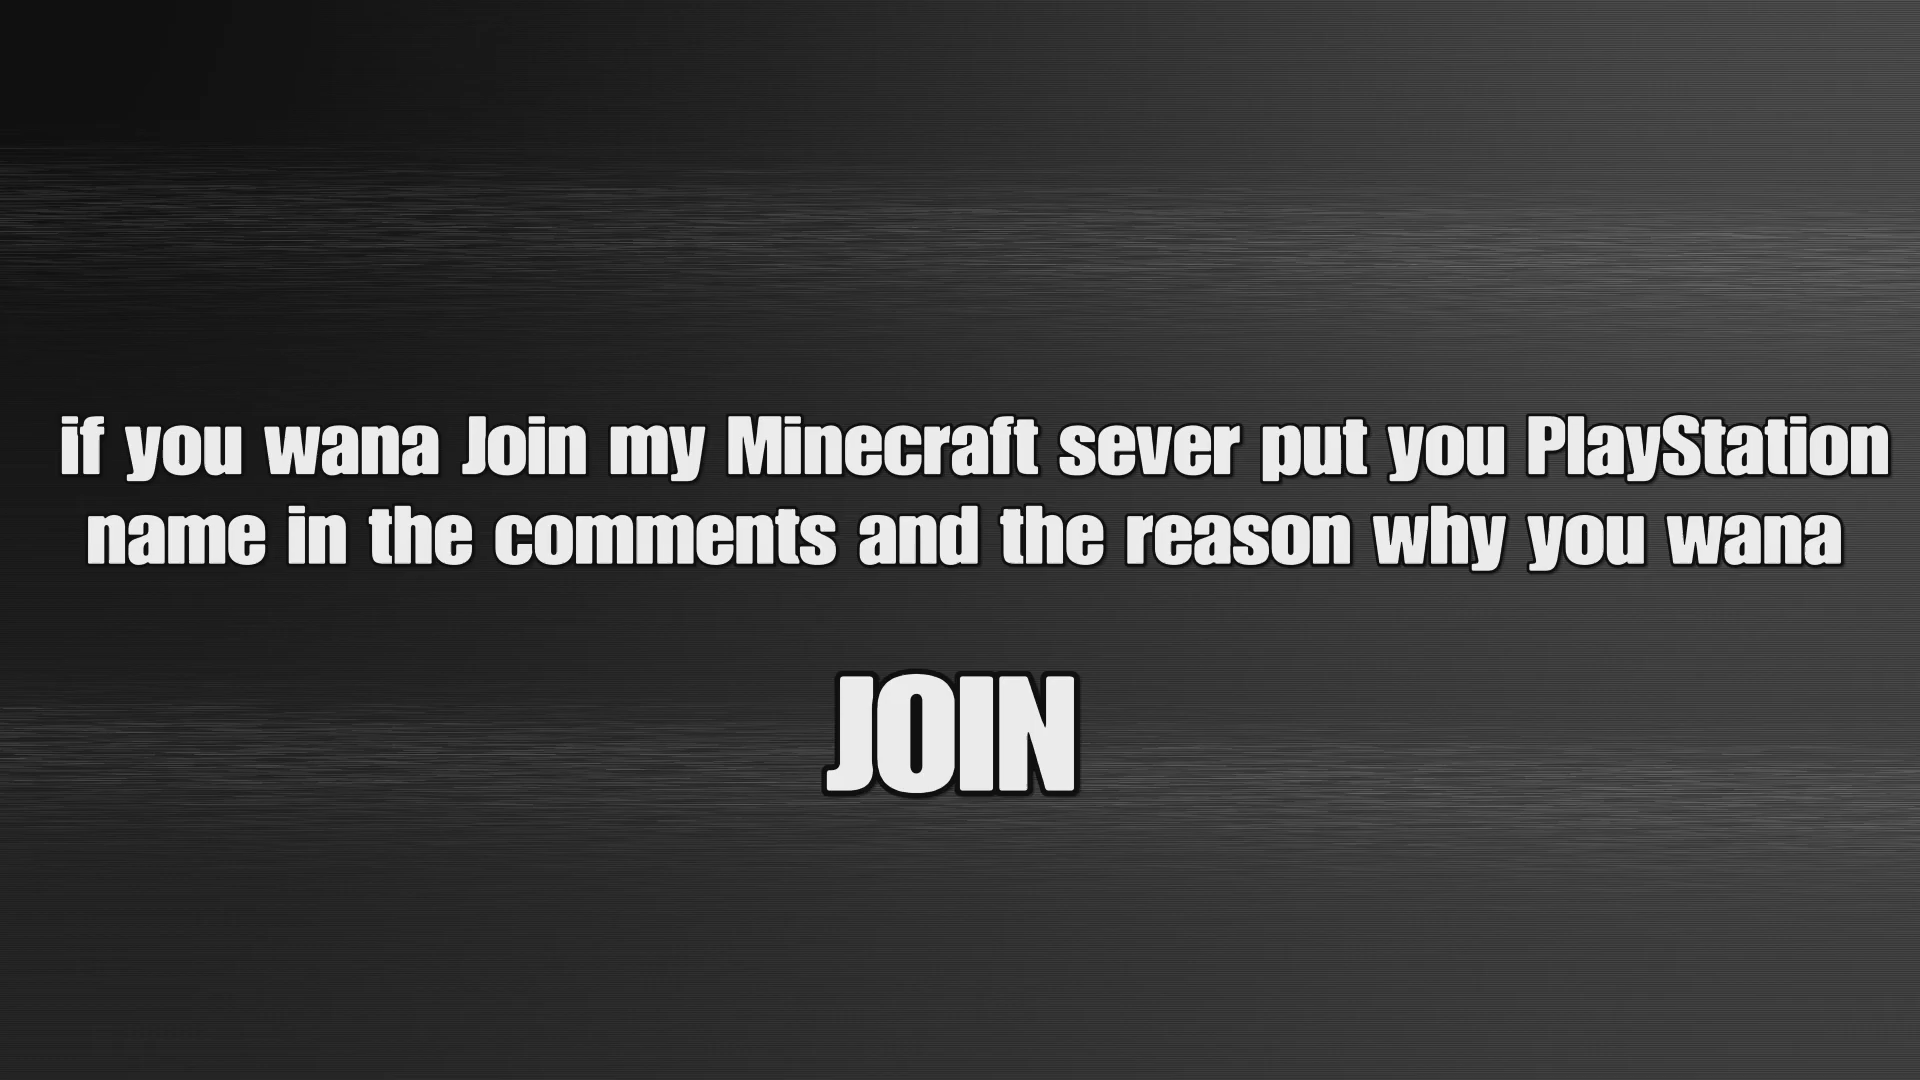 if you wana Join my Minecraft sever put you PlayStation
name in the comments and the reason why you wana
JOIN